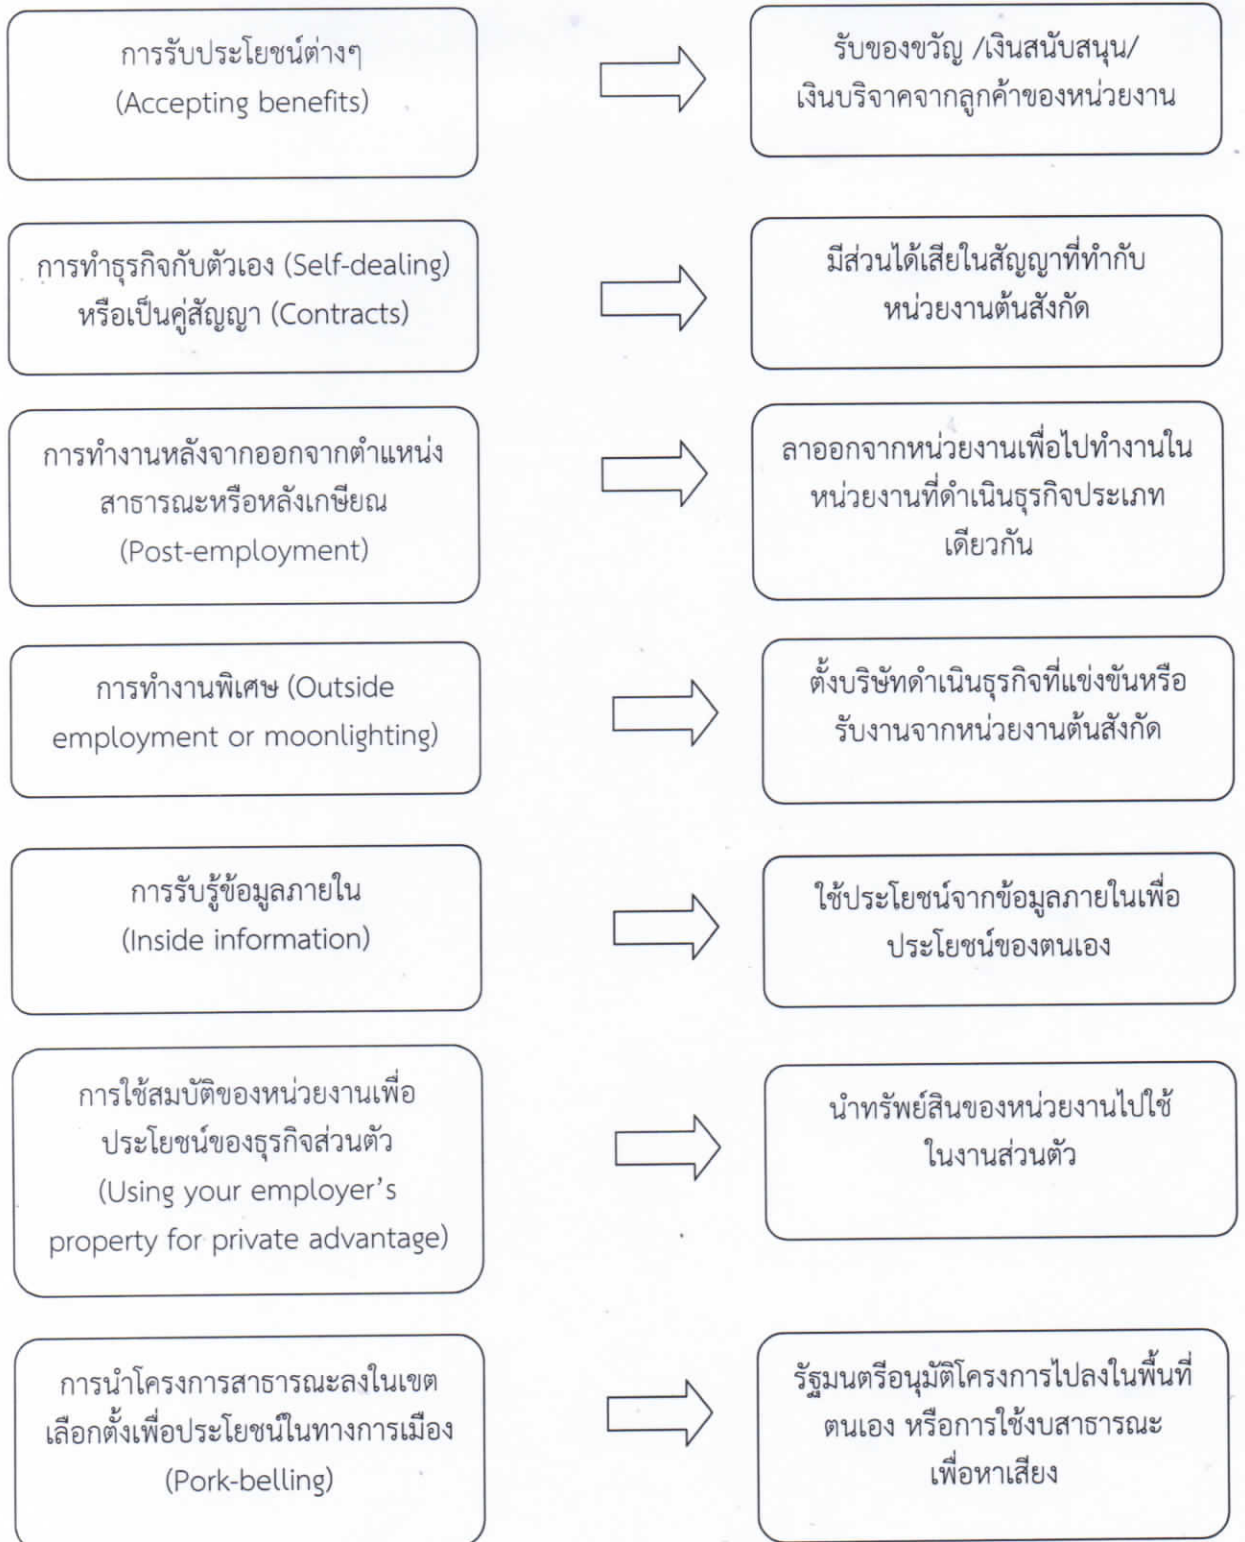 การรับประโยชน์ต่างๆ
(Accepting benefits)
รับของขวัญ /เงินสนับสนุน/
เงินบริจาคจากลูกค้าของหน่วยงาน
การทำธุรกิจกับตัวเอง (Self-dealing)
หรือเป็นคู่สัญญา (Contracts)
มีส่วนได้เสียในสัญญาที่ทำกับ
หน่วยงานต้นสังกัด
การทำงานหลังจากออกจากตำแหน่ง
สาธารณะหรือหลังเกษียณ
(Post-employment)
ลาออกจากหน่วยงานเพื่อไปทำงานใน
หน่วยงานที่ดำเนินธุรกิจประเภท
เดียวกัน
การทำงานพิเศษ (Outside
employment or moonlighting)
ตั้งบริษัทดำเนินธุรกิจที่แข่งขันหรือ
รับงานจากหน่วยงานต้นสังกัด
การรับรู้ข้อมูลภายใน
(Inside information)
ใช้ประโยชน์จากข้อมูลภายในเพื่อ
ประโยชน์ของตนเอง
การใช้สมบัติของหน่วยงานเพื่อ
ประโยชน์ของธุรกิจส่วนตัว
(Using your employer’s
property for private advantage)
นำทรัพย์สินของหน่วยงานไปใช้
ในงานส่วนตัว
การนำโครงการสาธารณะลงในเขต
เลือกตั้งเพื่อประโยชน์ในทางการเมือง
(Pork-belling)
รัฐมนตรีอนุมัติโครงการไปลงในพื้นที่
ตนเอง หรือการใช้งบสาธารณะ
เพื่อหาเสียง